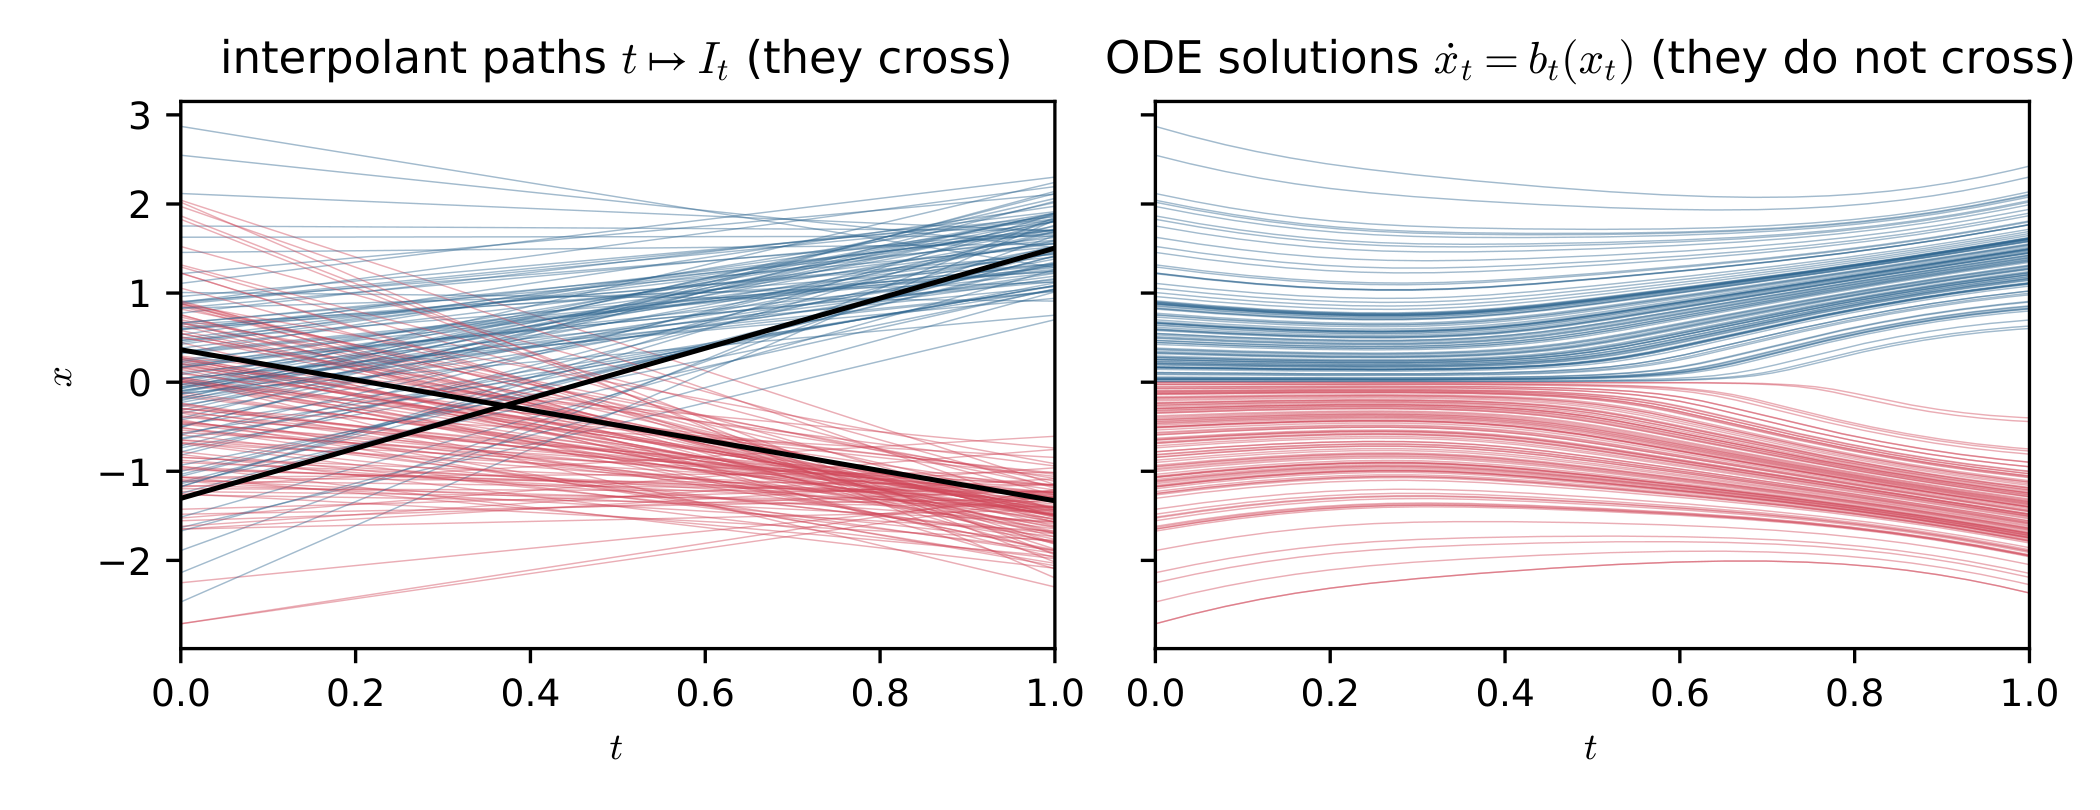 interpolant paths t ↦ I_t (they cross)
ODE solutions ẋ_t = b_t(x_t) (they do not cross)
3
2
1
0
−1
−2
x
0.0 0.2 0.4 0.6 0.8 1.0
0.0 0.2 0.4 0.6 0.8 1.0
t
t